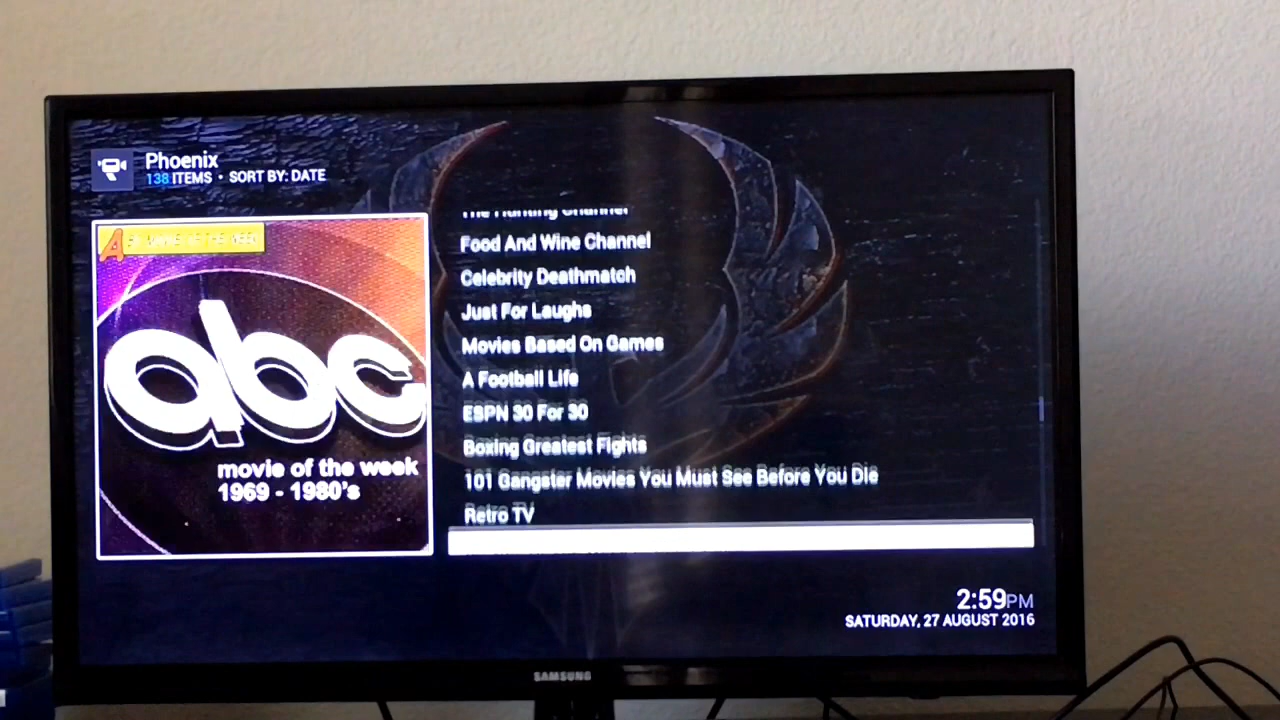 Phoenix
138 ITEMS • SORT BY: DATE
abc
movie of the week
1969 - 1980's
Food And Wine Channel
Celebrity Deathmatch
Just For Laughs
Movies Based On Games
A Football Life
ESPN 30 For 30
Boxing Greatest Fights
101 Gangster Movies You Must See Before You Die
Retro TV
2:59PM
SATURDAY, 27 AUGUST 2016
SAMSUNG